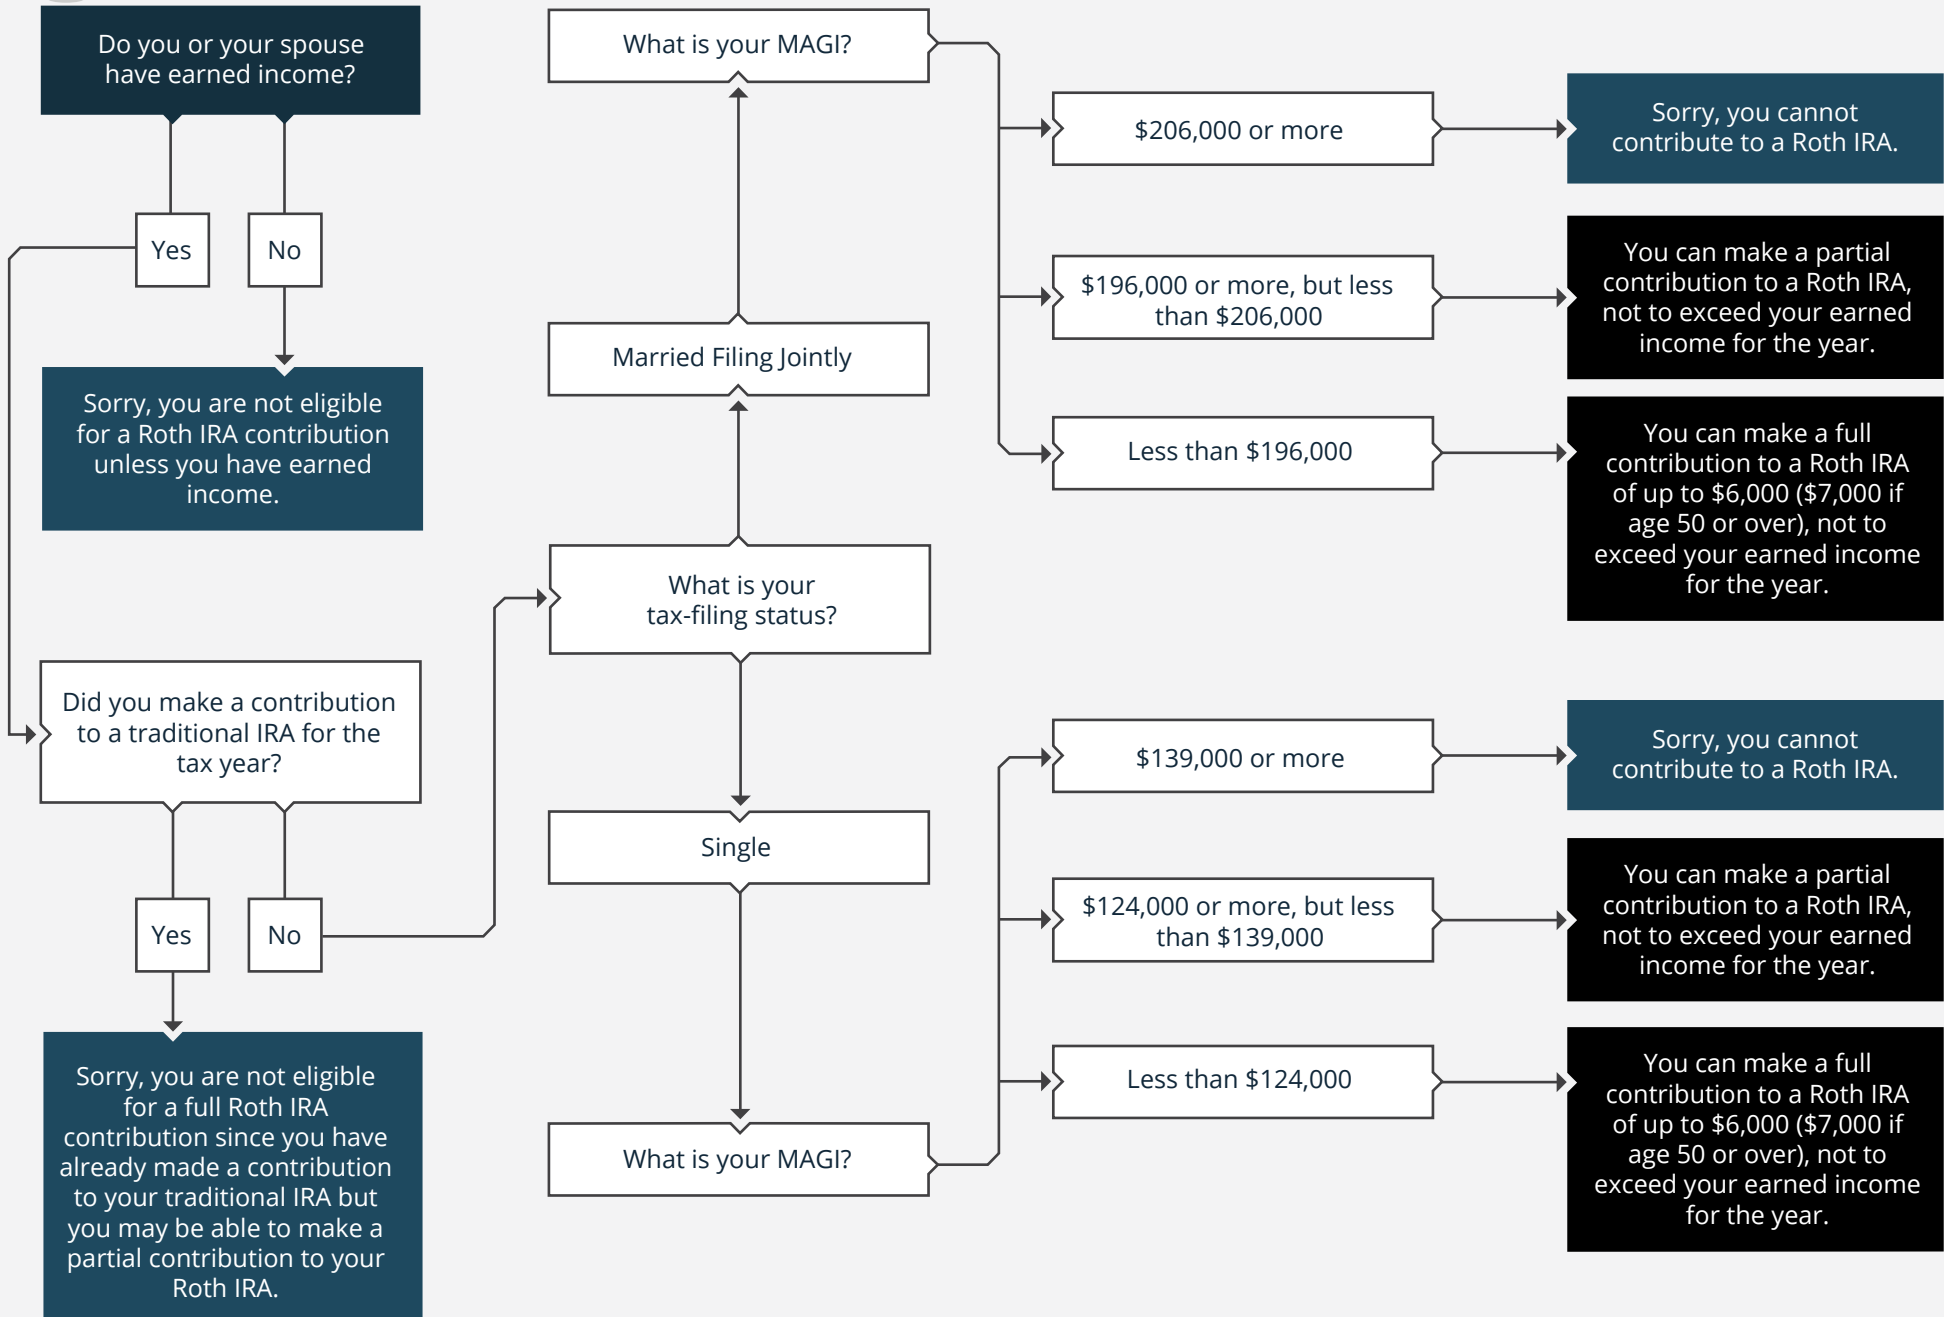 Do you or your spouse
have earned income?
Yes
No
Sorry, you are not eligible
for a Roth IRA contribution
unless you have earned
income.
Did you make a contribution
to a traditional IRA for the
tax year?
Yes
No
Sorry, you are not eligible
for a full Roth IRA
contribution since you have
already made a contribution
to your traditional IRA but
you may be able to make a
partial contribution to your
Roth IRA.
What is your MAGI?
Married Filing Jointly
What is your
tax-filing status?
Single
What is your MAGI?
$206,000 or more
$196,000 or more, but less
than $206,000
Less than $196,000
$139,000 or more
$124,000 or more, but less
than $139,000
Less than $124,000
Sorry, you cannot
contribute to a Roth IRA.
You can make a partial
contribution to a Roth IRA,
not to exceed your earned
income for the year.
You can make a full
contribution to a Roth IRA
of up to $6,000 ($7,000 if
age 50 or over), not to
exceed your earned income
for the year.
Sorry, you cannot
contribute to a Roth IRA.
You can make a partial
contribution to a Roth IRA,
not to exceed your earned
income for the year.
You can make a full
contribution to a Roth IRA
of up to $6,000 ($7,000 if
age 50 or over), not to
exceed your earned income
for the year.